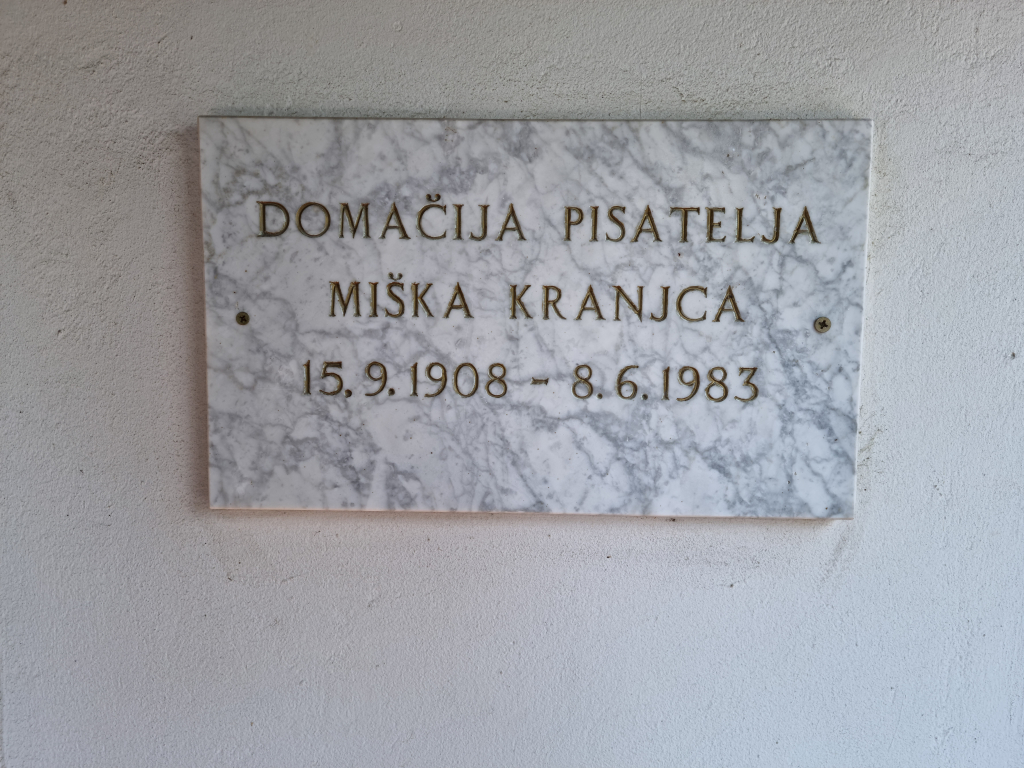 DOMAČIJA PISATELJA
MIŠKA KRANJCA
15.9.1908 - 8.6.1983